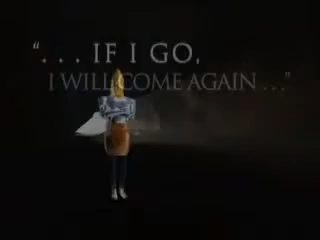 “. . . IF I GO,
I WILL COME AGAIN . . .”